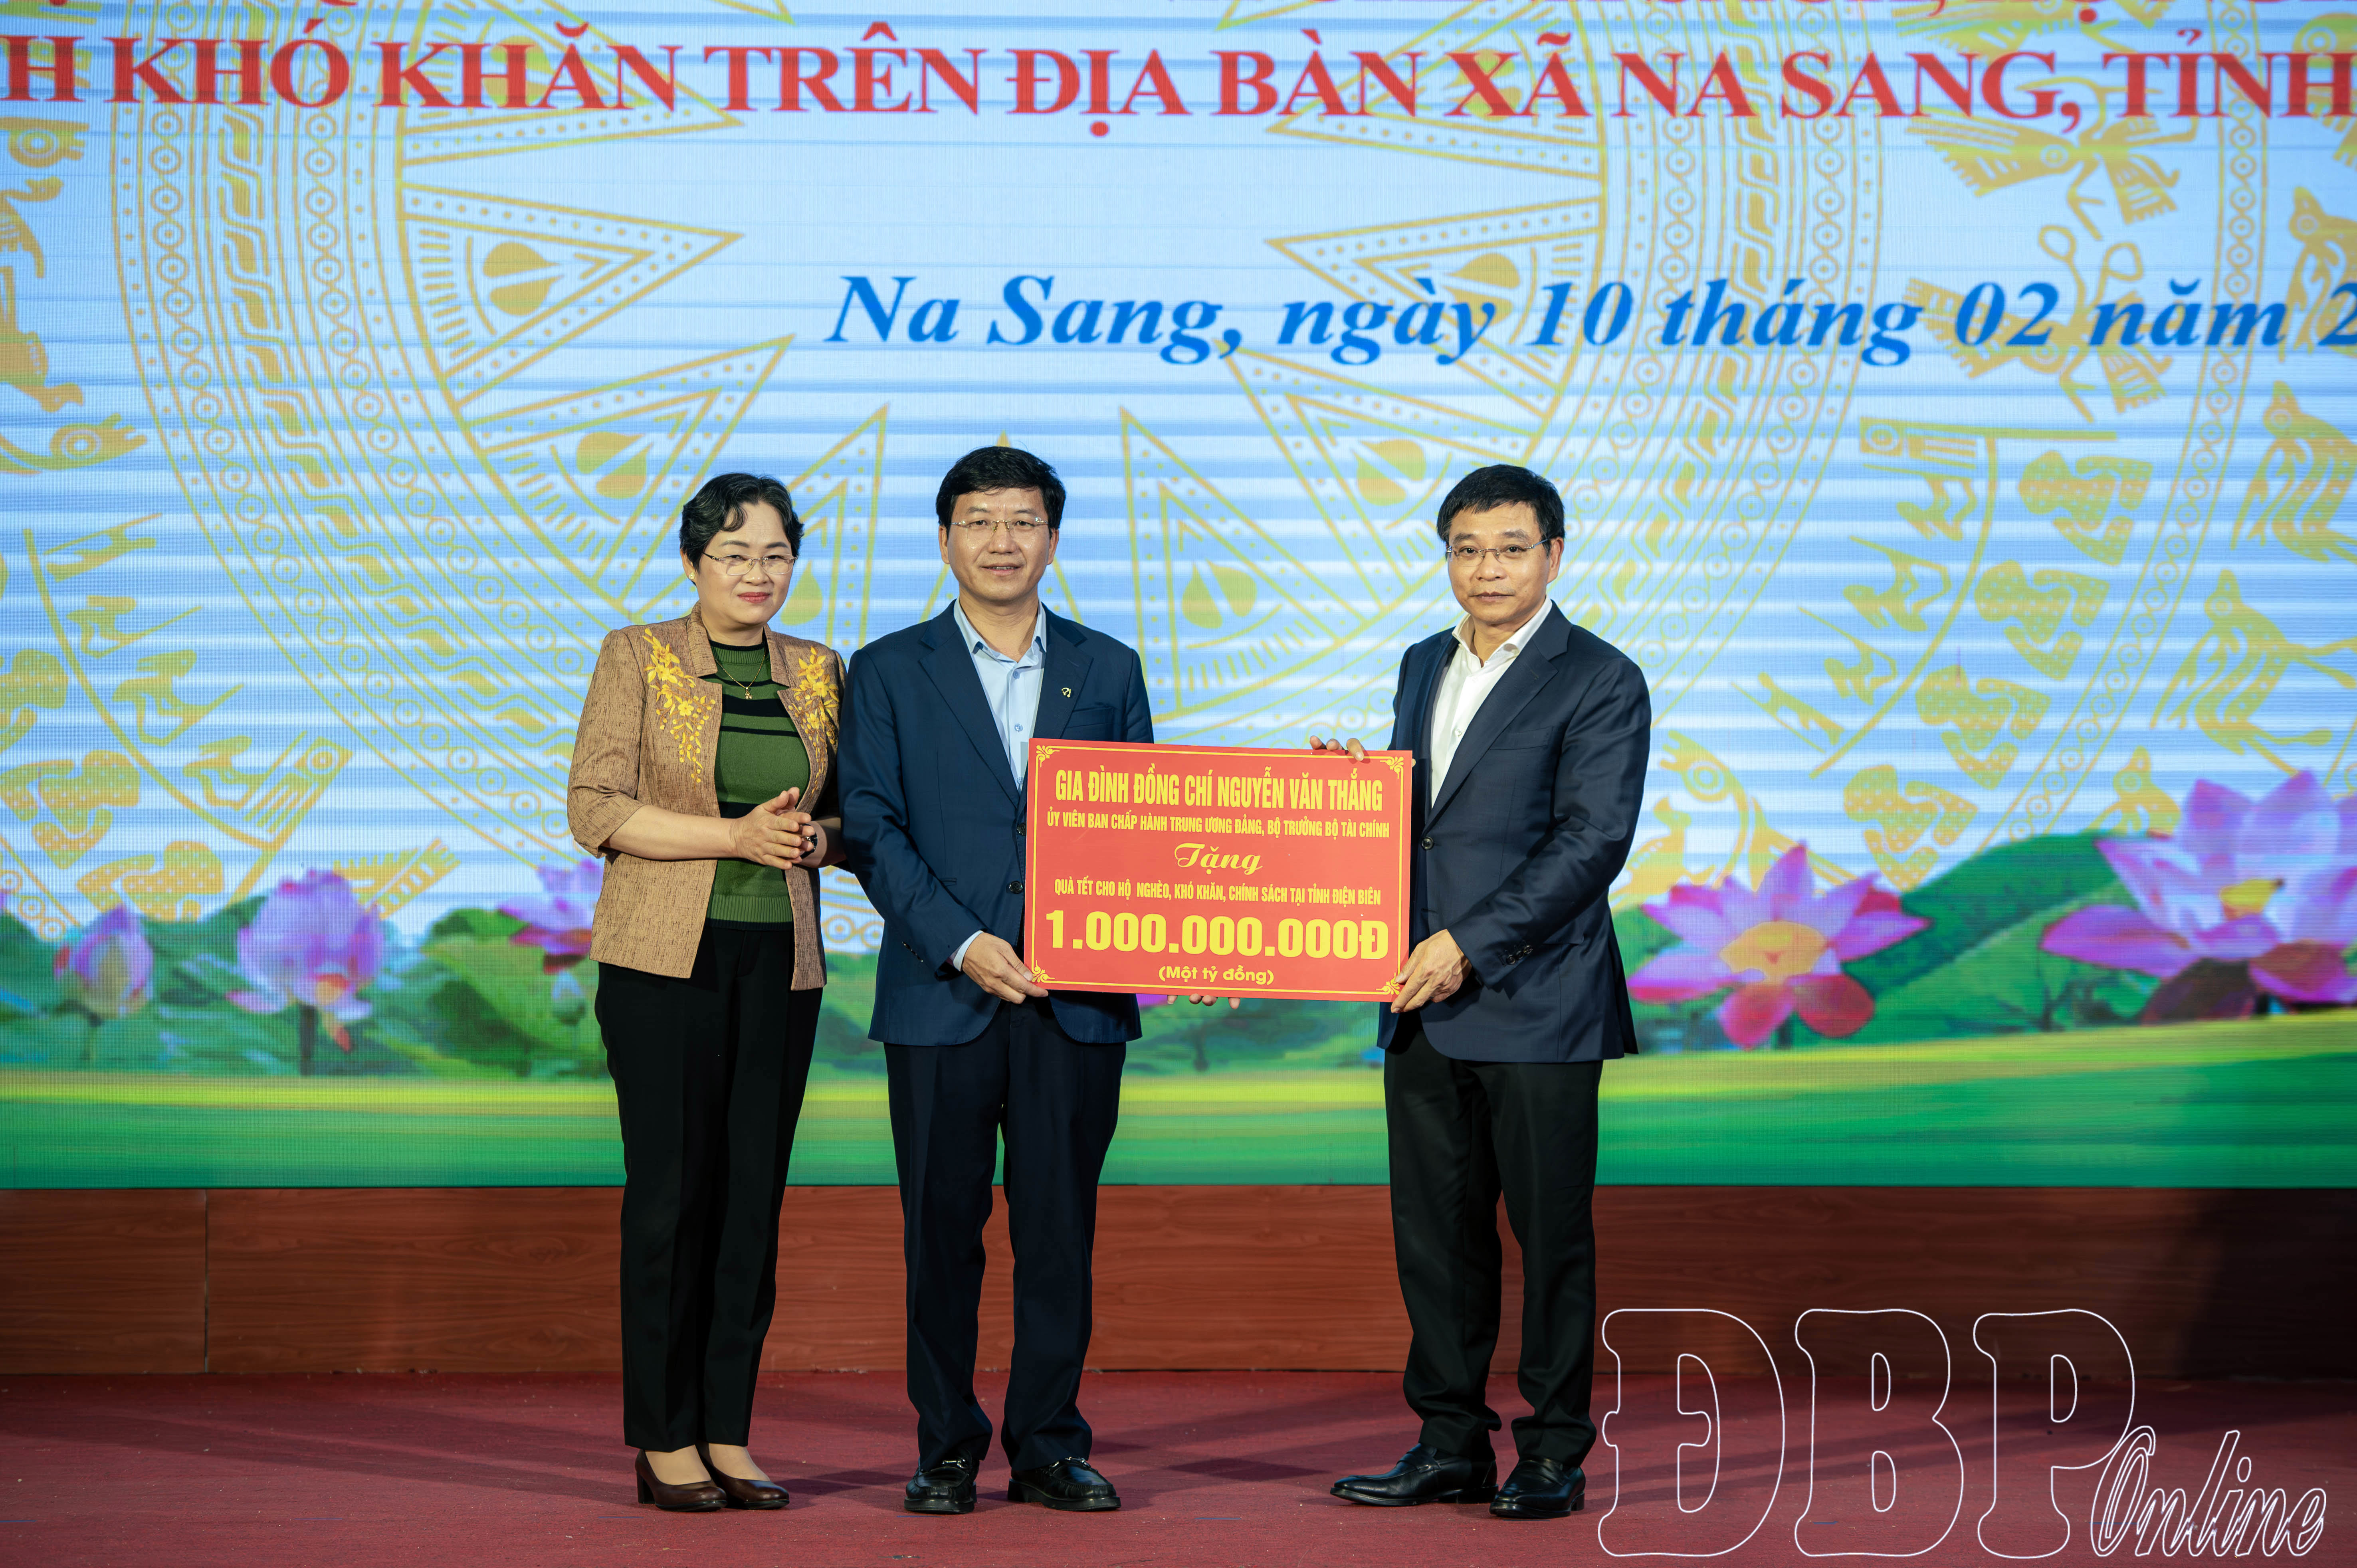 H KHÓ KHĂN TRÊN ĐỊA BÀN XÃ NA SANG, TỈNH
Na Sang, ngày 10 tháng 02 năm 2
GIA ĐÌNH ĐỒNG CHÍ NGUYỄN VĂN THẮNG
ỦY VIÊN BAN CHẤP HÀNH TRUNG ƯƠNG ĐẢNG, BỘ TRƯỞNG BỘ TÀI CHÍNH
Tặng
QUÀ TẾT CHO HỘ NGHÈO, KHÓ KHĂN, CHÍNH SÁCH TẠI TỈNH ĐIỆN BIÊN
1.000.000.000Đ
(Một tỷ đồng)
ĐBP Online